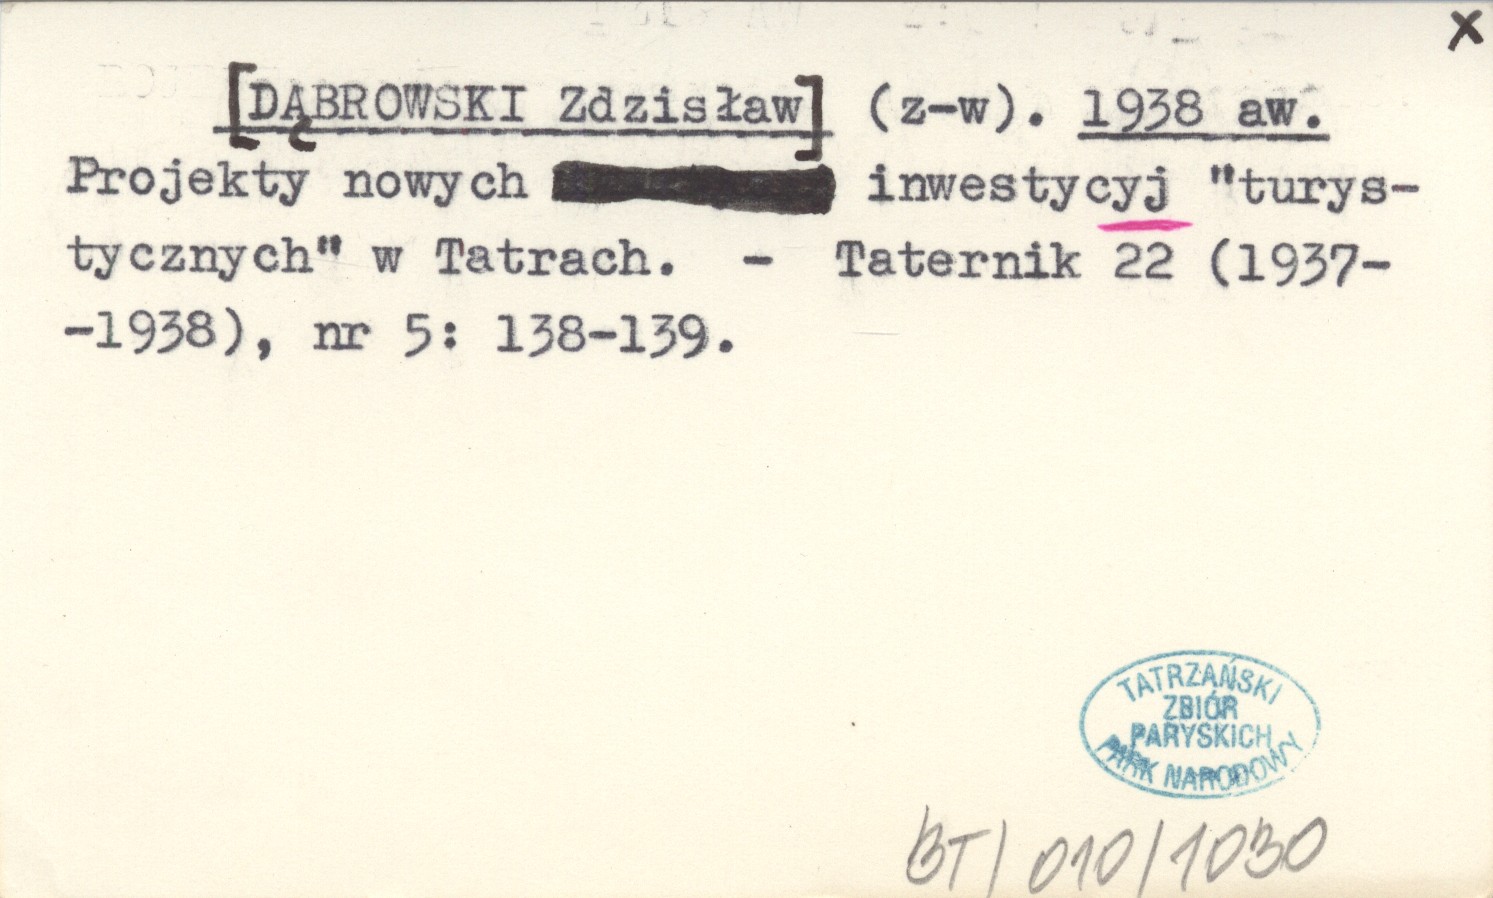 x
[DĄBROWSKI Zdzisław] (z-w). 1938 aw.
Projekty nowych inwestycyj "turys-
tycznych" w Tatrach. - Taternik 22 (1937-
-1938), nr 5: 138-139.
TATRZAŃSKI
ZBIÓR
PARYSKICH
PARK NARODOWY
BT/010/1030